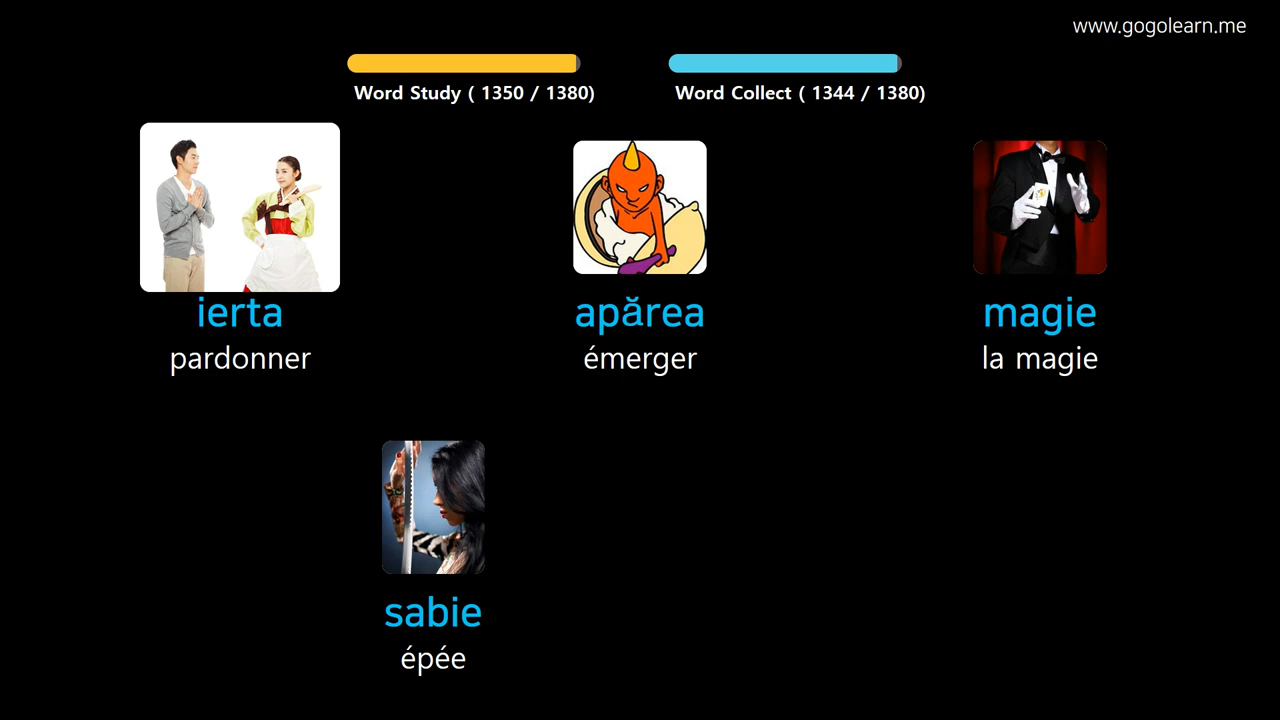 www.gogolearn.me
Word Study ( 1350 / 1380)
Word Collect ( 1344 / 1380)
ierta
pardonner
apărea
émerger
magie
la magie
sabie
épée